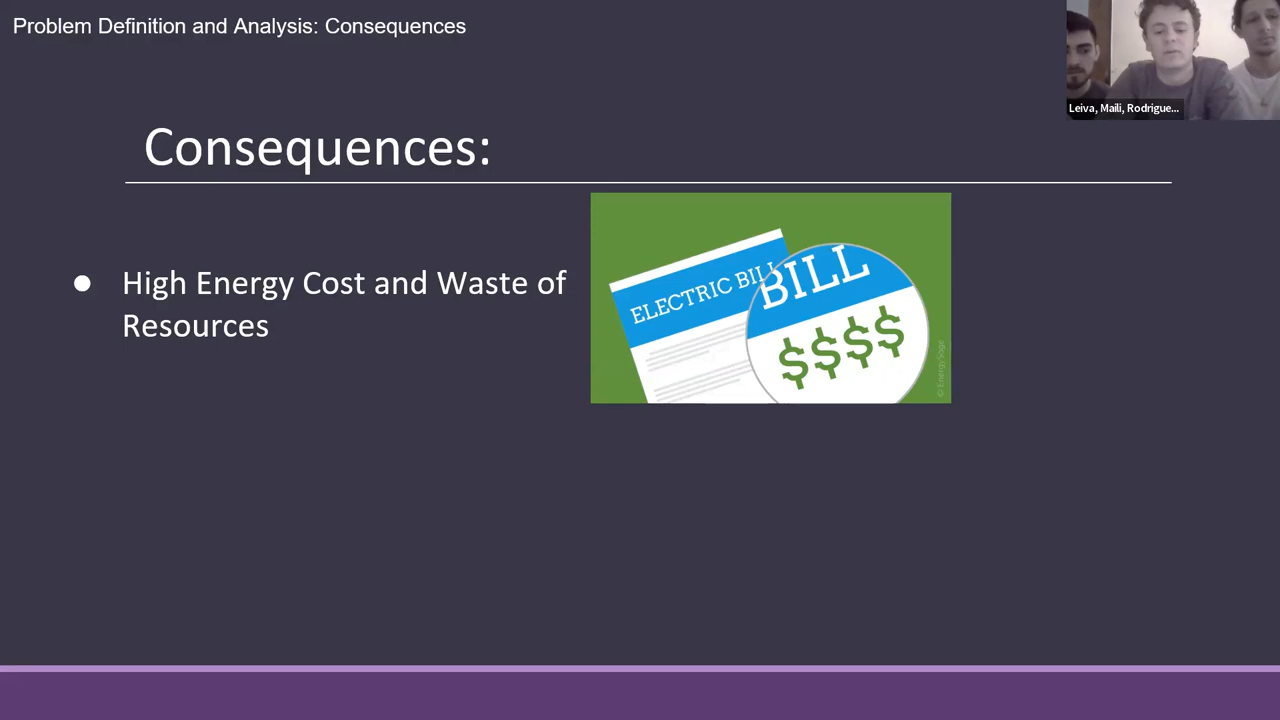 Problem Definition and Analysis: Consequences
Leiva, Maili, Rodrigue...
Consequences:
● High Energy Cost and Waste of
Resources
ELECTRIC BILL
BILL
$$$$
© EnergySage